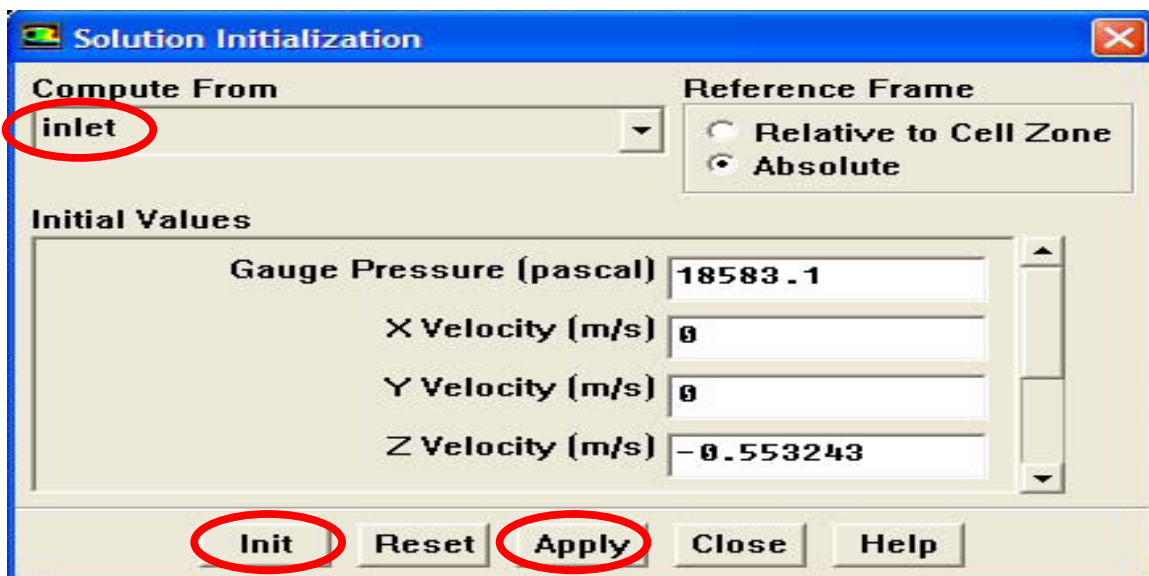 Solution Initialization
Compute From
Reference Frame
inlet
Relative to Cell Zone
Absolute
Initial Values
Gauge Pressure (pascal) 18583.1
X Velocity (m/s) 0
Y Velocity (m/s) 0
Z Velocity (m/s) -0.553243
Init Reset Apply Close Help